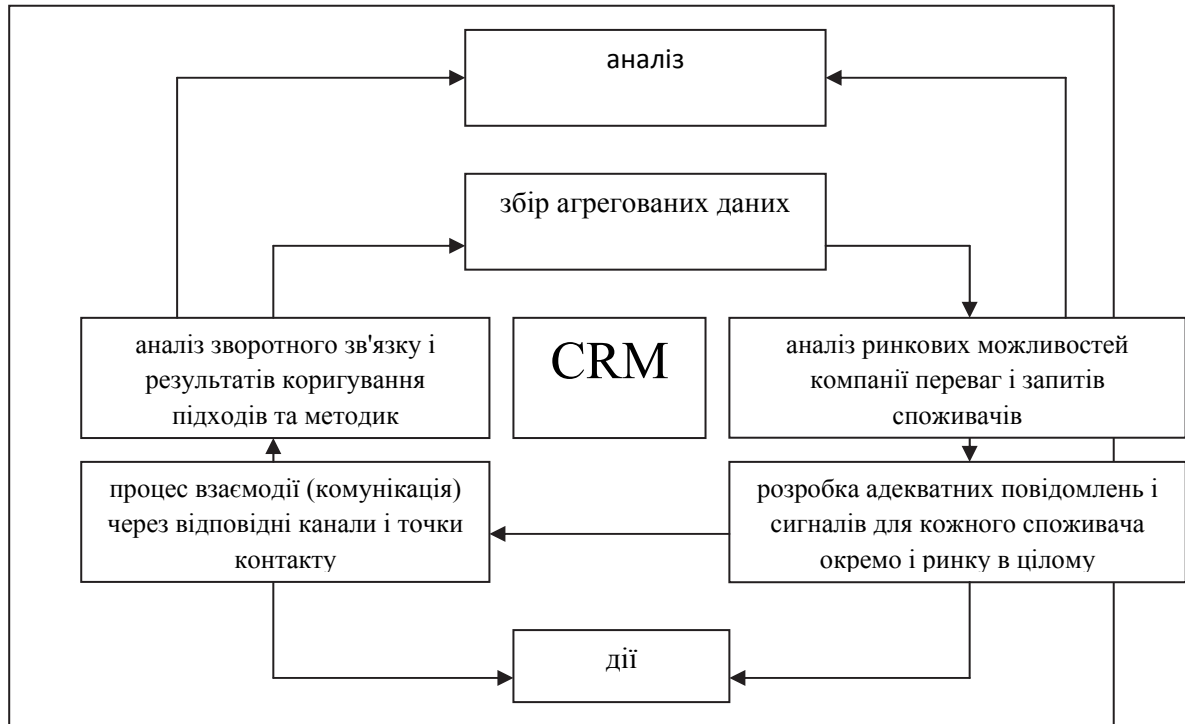 аналіз
збір агрегованих даних
аналіз зворотного зв'язку і
результатів коригування
підходів та методик
CRM
аналіз ринкових можливостей
компанії переваг і запитів
споживачів
процес взаємодії (комунікація)
через відповідні канали і точки
контакту
розробка адекватних повідомлень і
сигналів для кожного споживача
окремо і ринку в цілому
дії